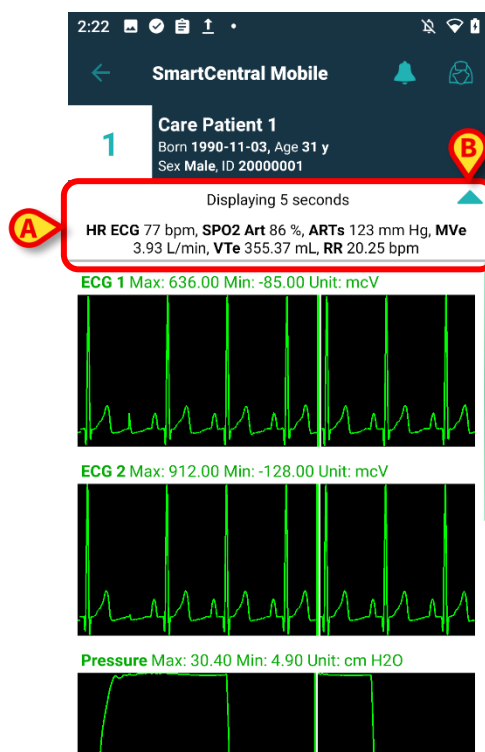 2:22
SmartCentral Mobile
1
Care Patient 1
Born 1990-11-03, Age 31 y
Sex Male, ID 20000001
B
Displaying 5 seconds
A
HR ECG 77 bpm, SPO2 Art 86 %, ARTs 123 mm Hg, MVe
3.93 L/min, VTe 355.37 mL, RR 20.25 bpm
ECG 1 Max: 636.00 Min: -85.00 Unit: mcV
ECG 2 Max: 912.00 Min: -128.00 Unit: mcV
Pressure Max: 30.40 Min: 4.90 Unit: cm H2O